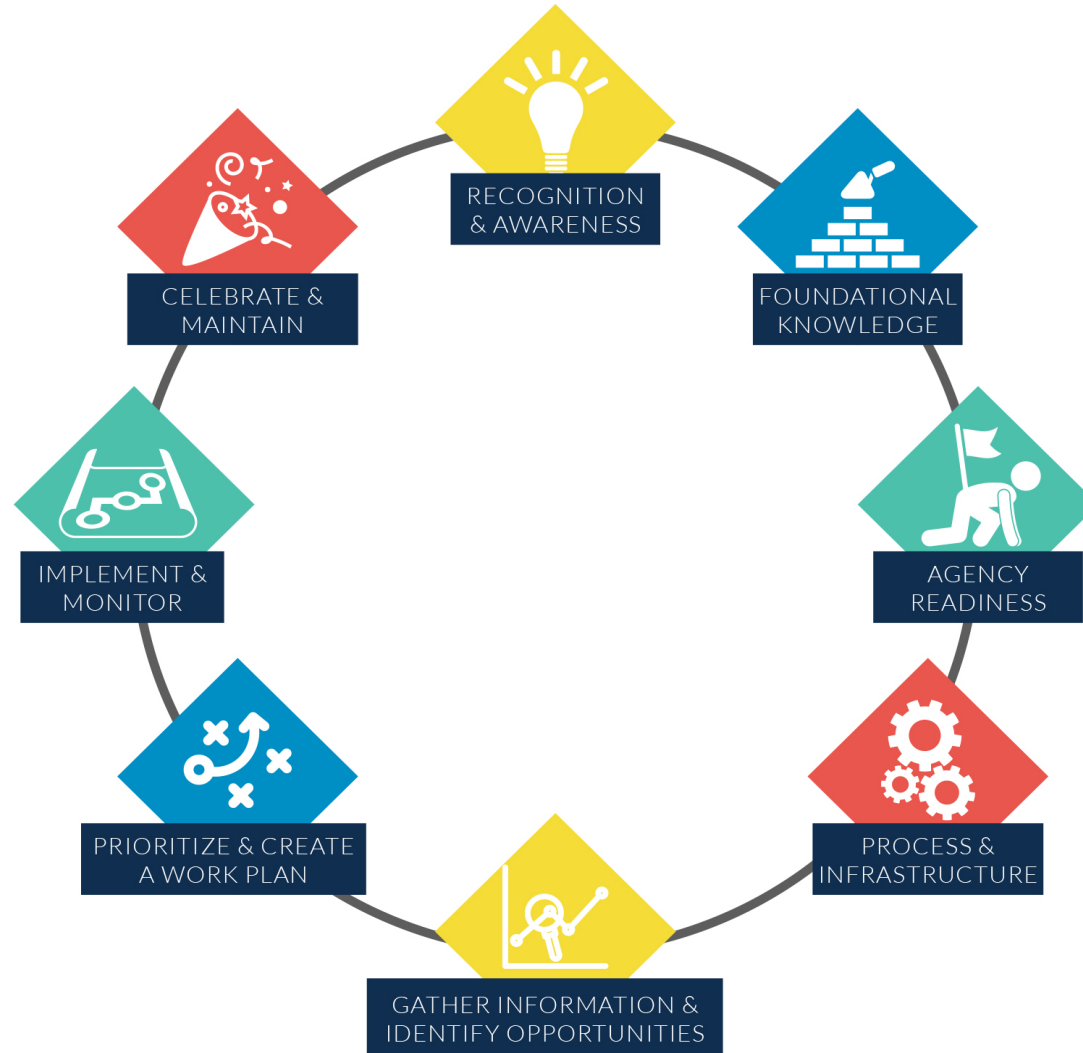 RECOGNITION
& AWARENESS
FOUNDATIONAL
KNOWLEDGE
AGENCY
READINESS
PROCESS &
INFRASTRUCTURE
GATHER INFORMATION &
IDENTIFY OPPORTUNITIES
PRIORITIZE & CREATE
A WORK PLAN
IMPLEMENT &
MONITOR
CELEBRATE &
MAINTAIN